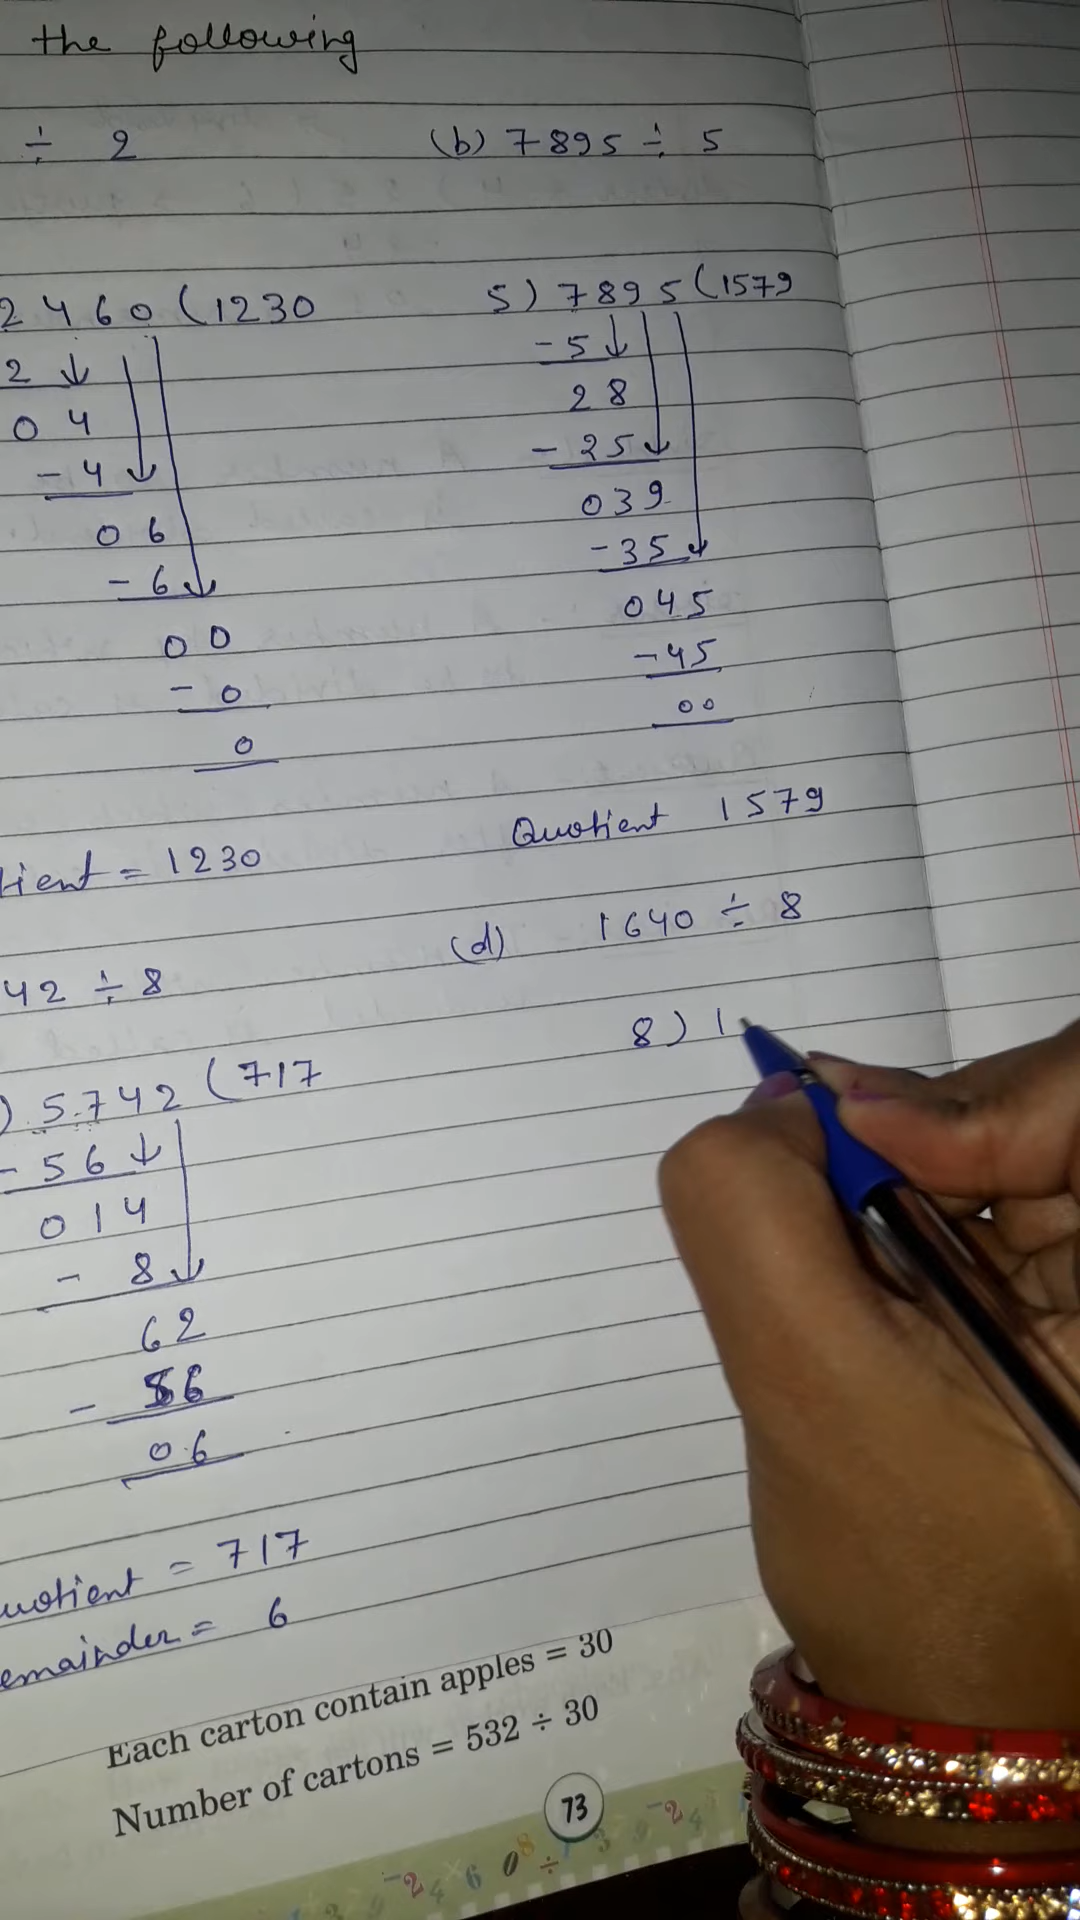 the following
÷ 2
(b) 7895 ÷ 5
2460(1230
2
04
-4
06
-6
00
-0
0
tient = 1230
5)7895(1579
-5
28
-25
039
-35
045
-45
00
Quotient 1579
42 ÷ 8
)5742(717
-56
014
- 8
62
- 56
06
uotient = 717
emainder = 6
(d) 1640 ÷ 8
8)1
Each carton contain apples = 30
Number of cartons = 532 ÷ 30
73